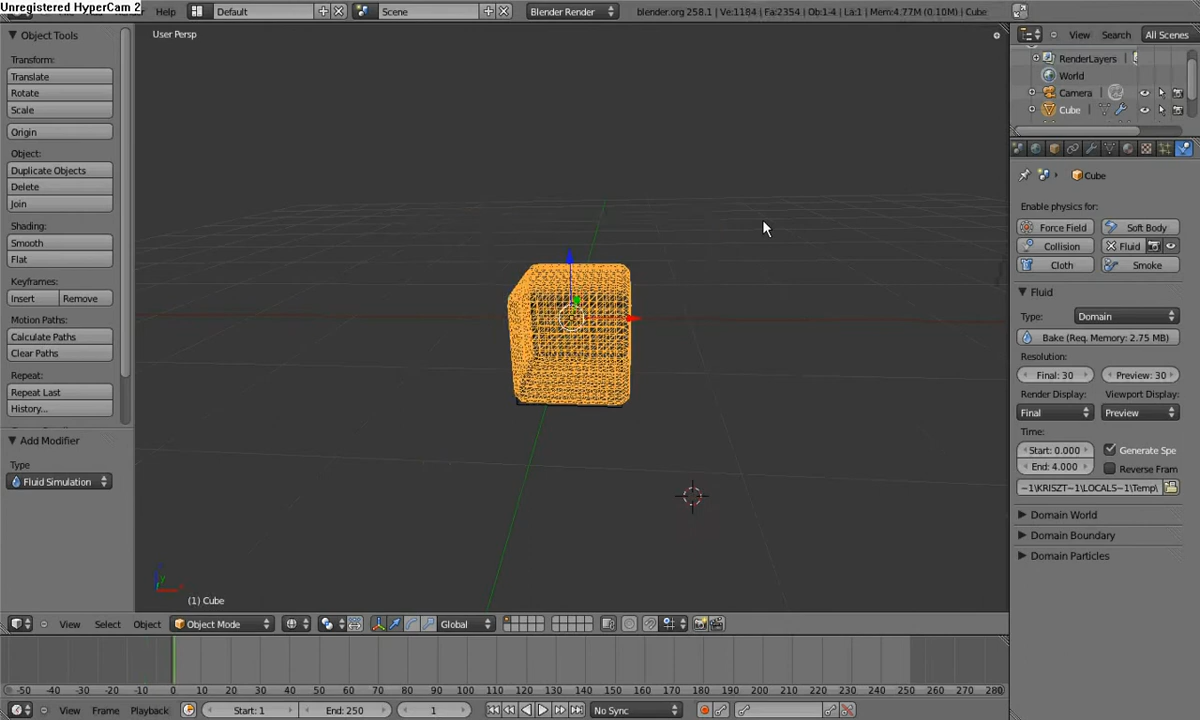 Unregistered HyperCam 2
Help
Default
Scene
Blender Render
blender.org 258.1 | Ve:1184 | Fa:2354 | Ob:1-4 | La:1 | Mem:4.77M (0.10M) | Cube
Object Tools
Transform:
Translate
Rotate
Scale
Origin
Object:
Duplicate Objects
Delete
Join
Shading:
Smooth
Flat
Keyframes:
Insert
Remove
Motion Paths:
Calculate Paths
Clear Paths
Repeat:
Repeat Last
History...
Add Modifier
Type
Fluid Simulation
User Persp
(1) Cube
View
Select
Object
Object Mode
Global
-50 -40 -30 -20 -10 0 10 20 30 40 50 60 70 80 90 100 110 120 130 140 150 160 170 180 190 200 210 220 230 240 250 260 270 280
View
Frame
Playback
Start: 1
End: 250
1
No Sync
View
Search
All Scenes
RenderLayers
World
Camera
Cube
Cube
Enable physics for:
Force Field
Soft Body
Collision
Fluid
Cloth
Smoke
Fluid
Type:
Domain
Bake (Req. Memory: 2.75 MB)
Resolution:
Final: 30
Preview: 30
Render Display:
Viewport Display:
Final
Preview
Time:
Start: 0.000
Generate Spe
End: 4.000
Reverse Fram
~1\KRISZT~1\LOCALS~1\Temp\
Domain World
Domain Boundary
Domain Particles